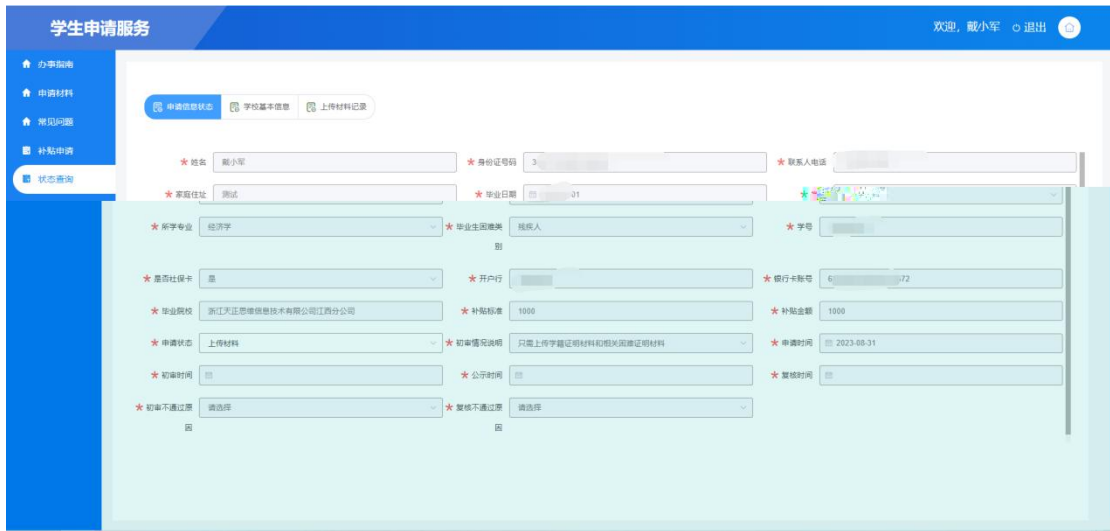 学生申请服务 欢迎, 戴小军 退出
办事指南
申请材料
申请信息状态 学校基本信息 上传材料记录
常见问题
补贴申请
状态查询
★ 姓名 戴小军 ★ 身份证号码 3 ★ 联系人电话
★ 家庭住址 测试 ★ 毕业日期 01
★ 所学专业 经济学 ★ 毕业生困难类别 残疾人 ★ 学号
★ 是否社保卡 是 ★ 开户行 ★ 银行卡账号 6 72
★ 毕业院校 浙江天正思维信息技术有限公司江西分公司 ★ 补贴标准 1000 ★ 补贴金额 1000
★ 申请状态 上传材料 ★ 初审情况说明 只需上传学籍证明材料和相关困难证明材料 ★ 申请时间 2023-08-31
★ 初审时间 ★ 公示时间 ★ 复核时间
★ 初审不通过原因 请选择 ★ 复核不通过原因 请选择